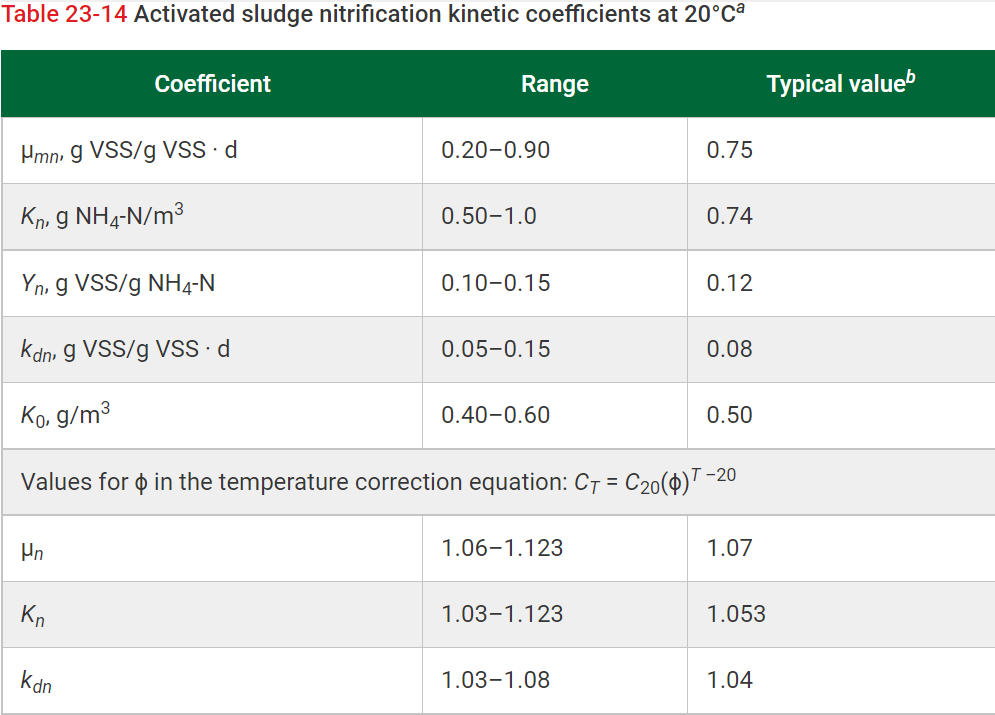 Table 23-14 Activated sludge nitrification kinetic coefficients at 20°Cᵃ
Coefficient Range Typical valueᵇ
μₘₙ, g VSS/g VSS · d 0.20–0.90 0.75
Kₙ, g NH₄-N/m³ 0.50–1.0 0.74
Yₙ, g VSS/g NH₄-N 0.10–0.15 0.12
k_dn, g VSS/g VSS · d 0.05–0.15 0.08
K₀, g/m³ 0.40–0.60 0.50
Values for ϕ in the temperature correction equation: C_T = C₂₀(ϕ)^T −20
μₙ 1.06–1.123 1.07
Kₙ 1.03–1.123 1.053
k_dn 1.03–1.08 1.04